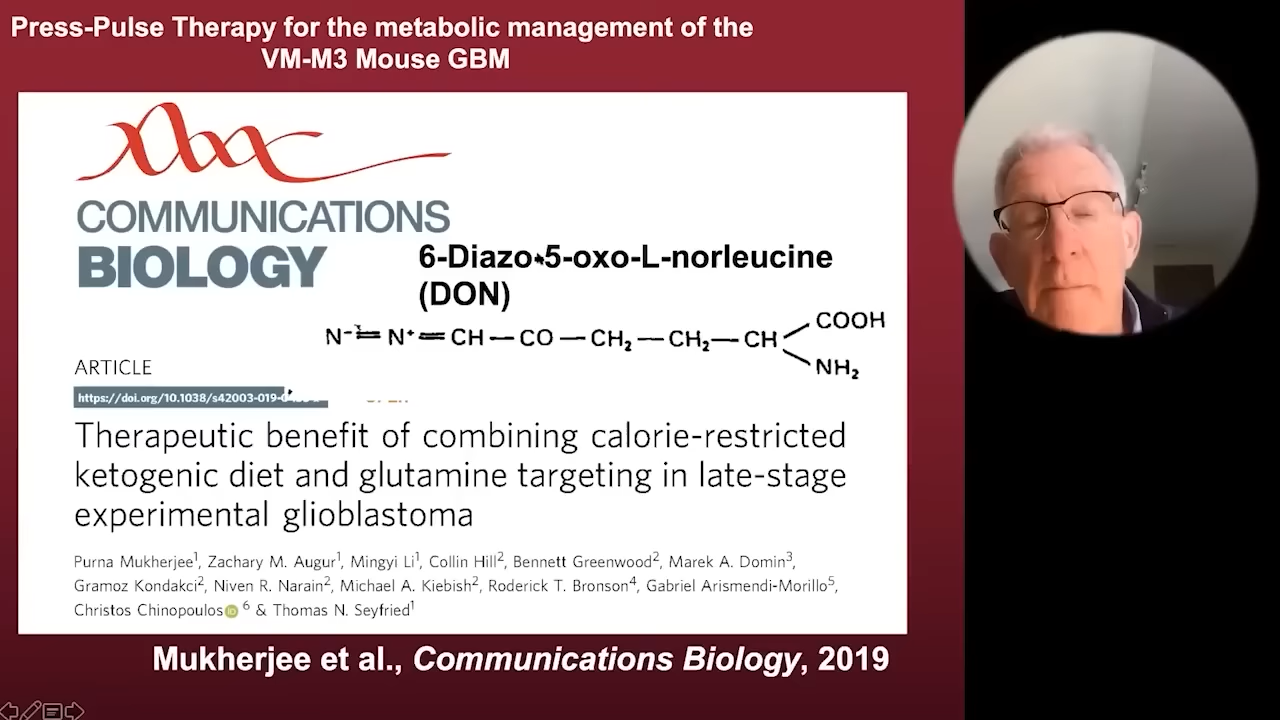 Press-Pulse Therapy for the metabolic management of the
VM-M3 Mouse GBM
COMMUNICATIONS
BIOLOGY
6-Diazo-5-oxo-L-norleucine
(DON)
N⁻=N⁺=CH—CO—CH₂—CH₂—CH
COOH
NH₂
ARTICLE
https://doi.org/10.1038/s42003-019-
Therapeutic benefit of combining calorie-restricted
ketogenic diet and glutamine targeting in late-stage
experimental glioblastoma
Purna Mukherjee¹, Zachary M. Augur¹, Mingyi Li¹, Collin Hill², Bennett Greenwood², Marek A. Domin³,
Gramoz Kondakci², Niven R. Narain², Michael A. Kiebish², Roderick T. Bronson⁴, Gabriel Arismendi-Morillo⁵,
Christos Chinopoulos iD ⁶ & Thomas N. Seyfried¹
Mukherjee et al., Communications Biology, 2019